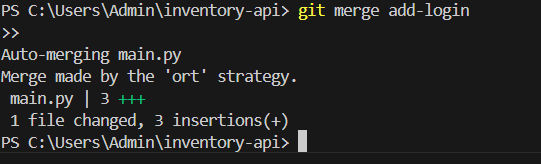 PS C:\Users\Admin\inventory-api> git merge add-login
>>
Auto-merging main.py
Merge made by the 'ort' strategy.
 main.py | 3 +++
 1 file changed, 3 insertions(+)
PS C:\Users\Admin\inventory-api>